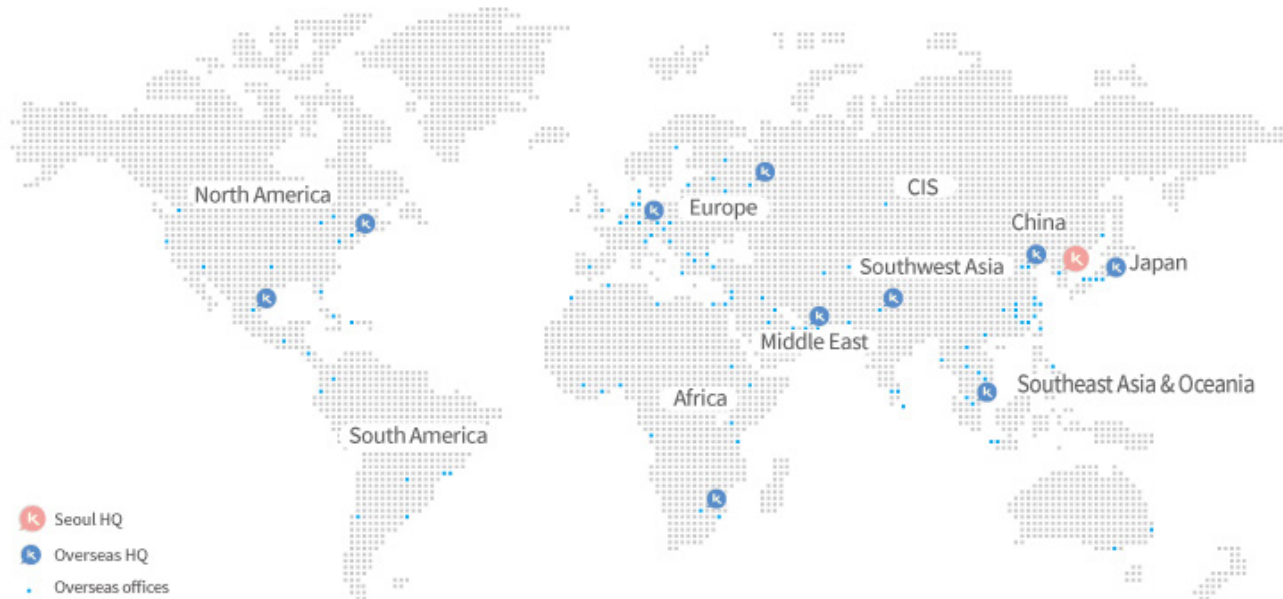 North America
Europe
CIS
China
Southwest Asia
Japan
Middle East
Africa
Southeast Asia & Oceania
South America
Seoul HQ
Overseas HQ
Overseas offices